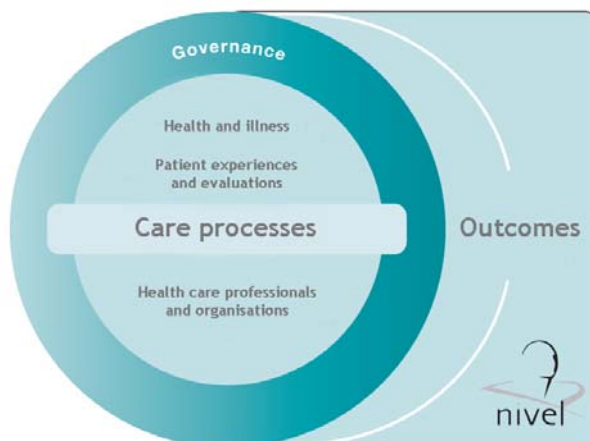 Governance
Health and illness
Patient experiences
and evaluations
Care processes
Outcomes
Health care professionals
and organisations
nivel